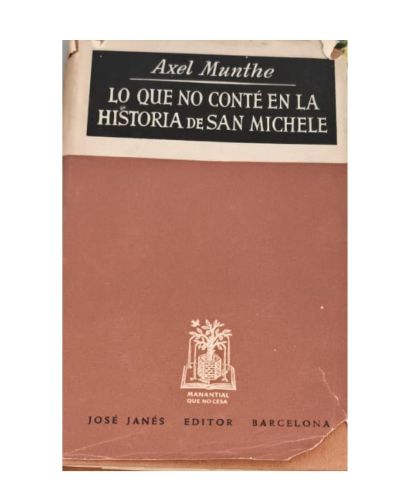 Axel Munthe
LO QUE NO CONTÉ EN LA
HISTORIA DE SAN MICHELE
MANANTIAL
QUE NO CESA
JOSÉ JANÉS EDITOR BARCELONA